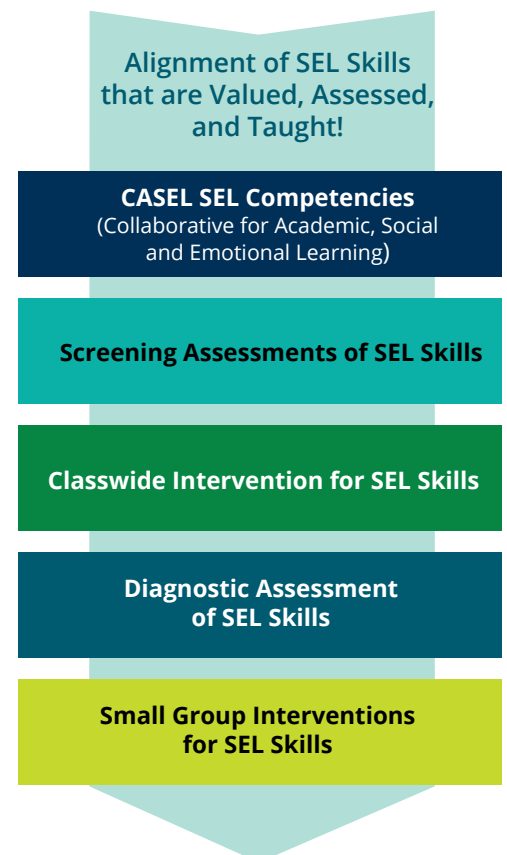 Alignment of SEL Skills
that are Valued, Assessed,
and Taught!
CASEL SEL Competencies
(Collaborative for Academic, Social
and Emotional Learning)
Screening Assessments of SEL Skills
Classwide Intervention for SEL Skills
Diagnostic Assessment
of SEL Skills
Small Group Interventions
for SEL Skills